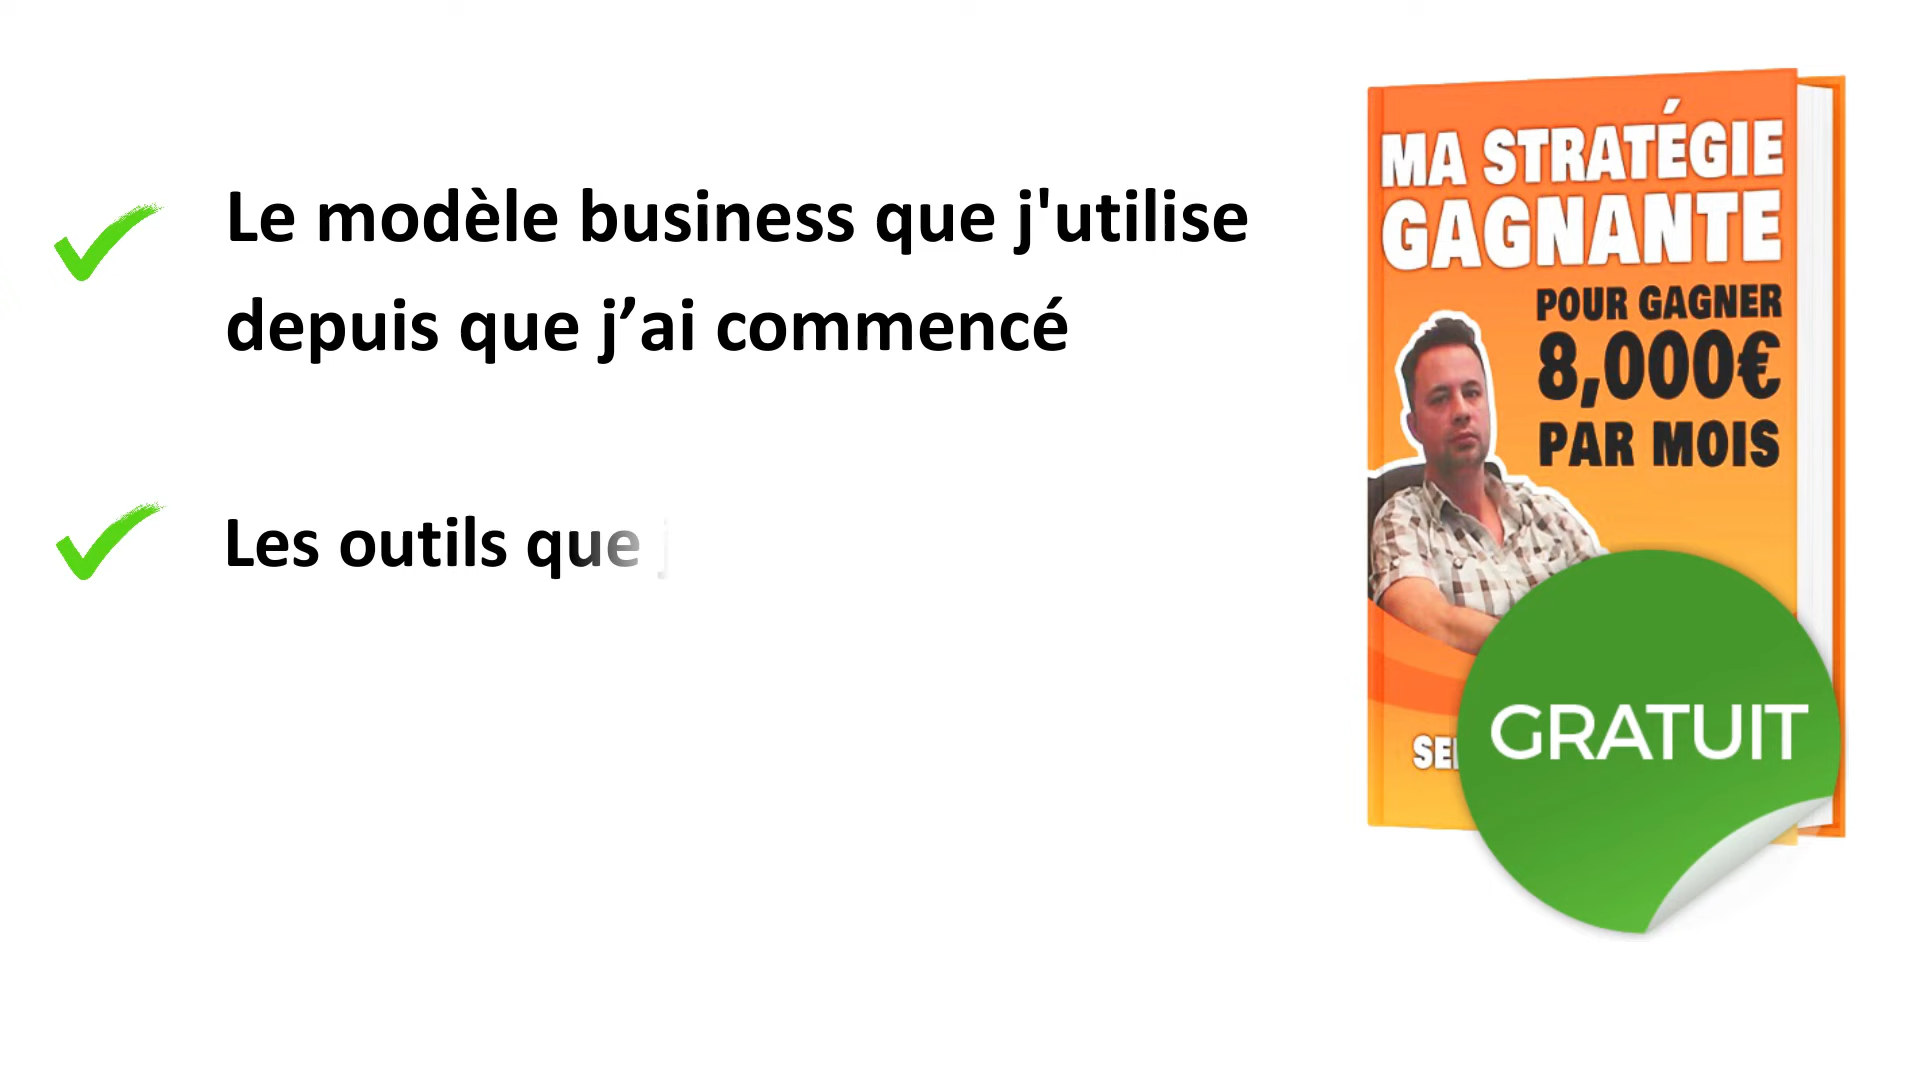 Le modèle business que j'utilise
depuis que j’ai commencé
Les outils que
MA STRATÉGIE
GAGNANTE
POUR GAGNER
8,000€
PAR MOIS
GRATUIT